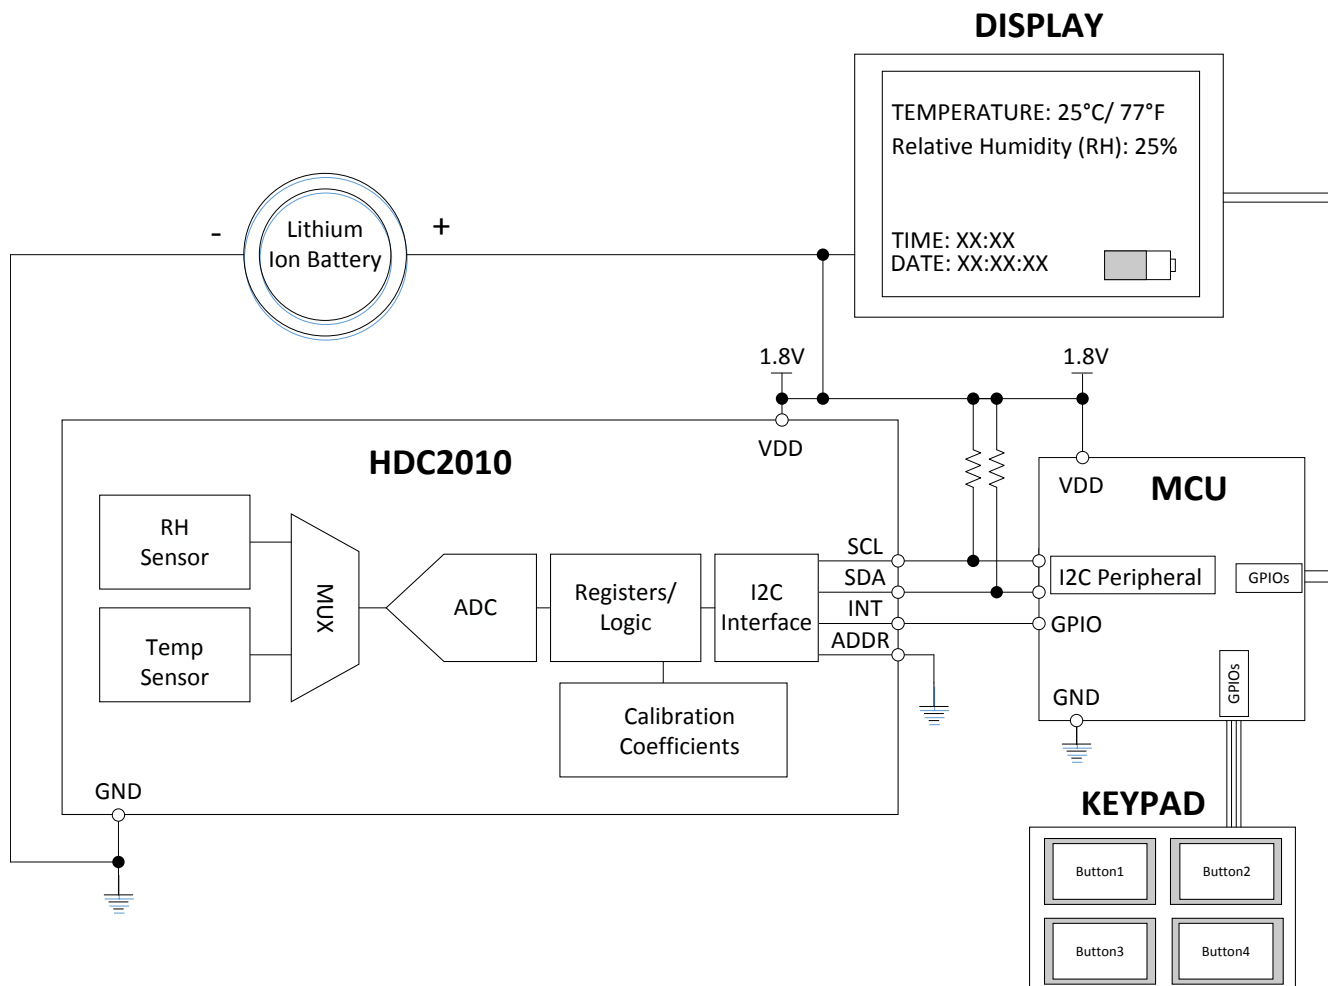 DISPLAY
TEMPERATURE: 25°C/ 77°F
Relative Humidity (RH): 25%
TIME: XX:XX
DATE: XX:XX:XX
-
+
Lithium
Ion Battery
1.8V
1.8V
VDD
HDC2010
VDD
MCU
RH
Sensor
Temp
Sensor
MUX
ADC
Registers/
Logic
I2C
Interface
Calibration
Coefficients
SCL
SDA
INT
ADDR
I2C Peripheral
GPIOs
GPIO
GPIOs
GND
GND
KEYPAD
Button1
Button2
Button3
Button4